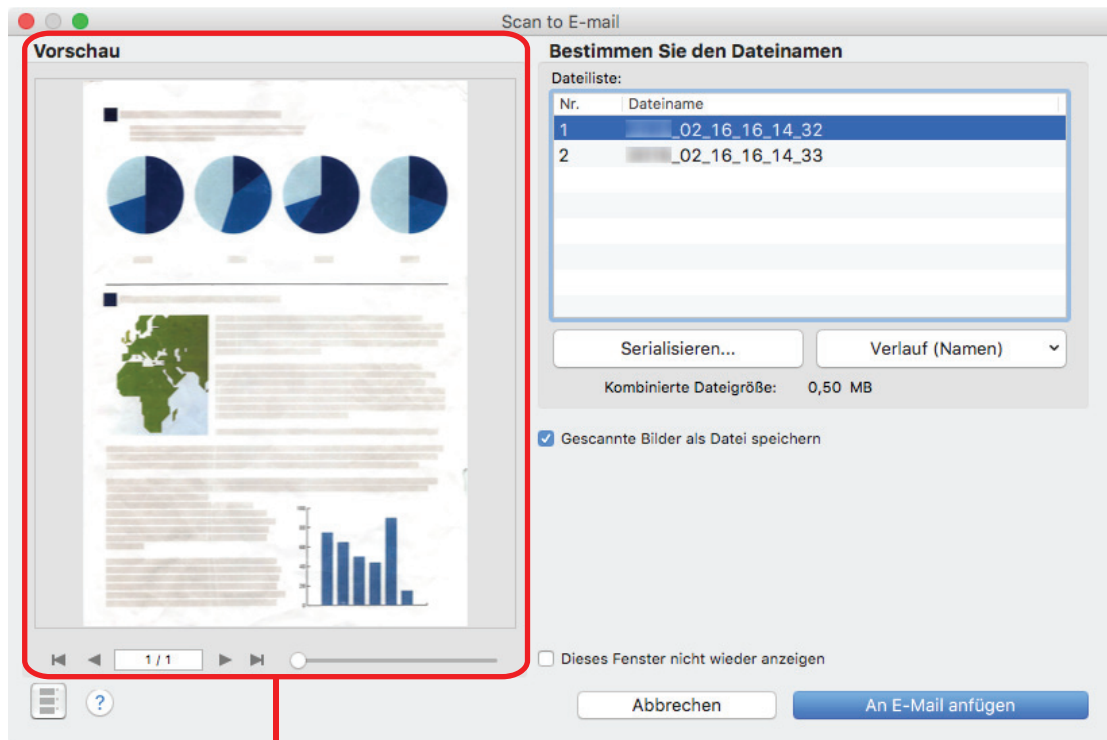 Scan to E-mail
Vorschau
1 / 1
?
Bestimmen Sie den Dateinamen
Dateiliste:
Nr. Dateiname
1 _02_16_16_14_32
2 _02_16_16_14_33
Serialisieren... Verlauf (Namen)
Kombinierte Dateigröße: 0,50 MB
Gescannte Bilder als Datei speichern
Dieses Fenster nicht wieder anzeigen
Abbrechen An E-Mail anfügen